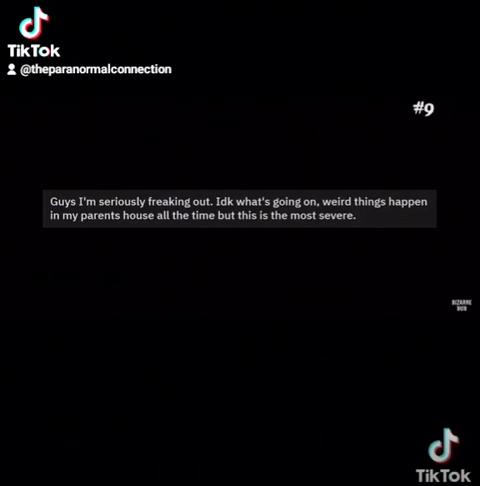 TikTok
@theparanormalconnection
#9
Guys I'm seriously freaking out. Idk what's going on, weird things happen
in my parents house all the time but this is the most severe.
BIZARRE
BUB
TikTok